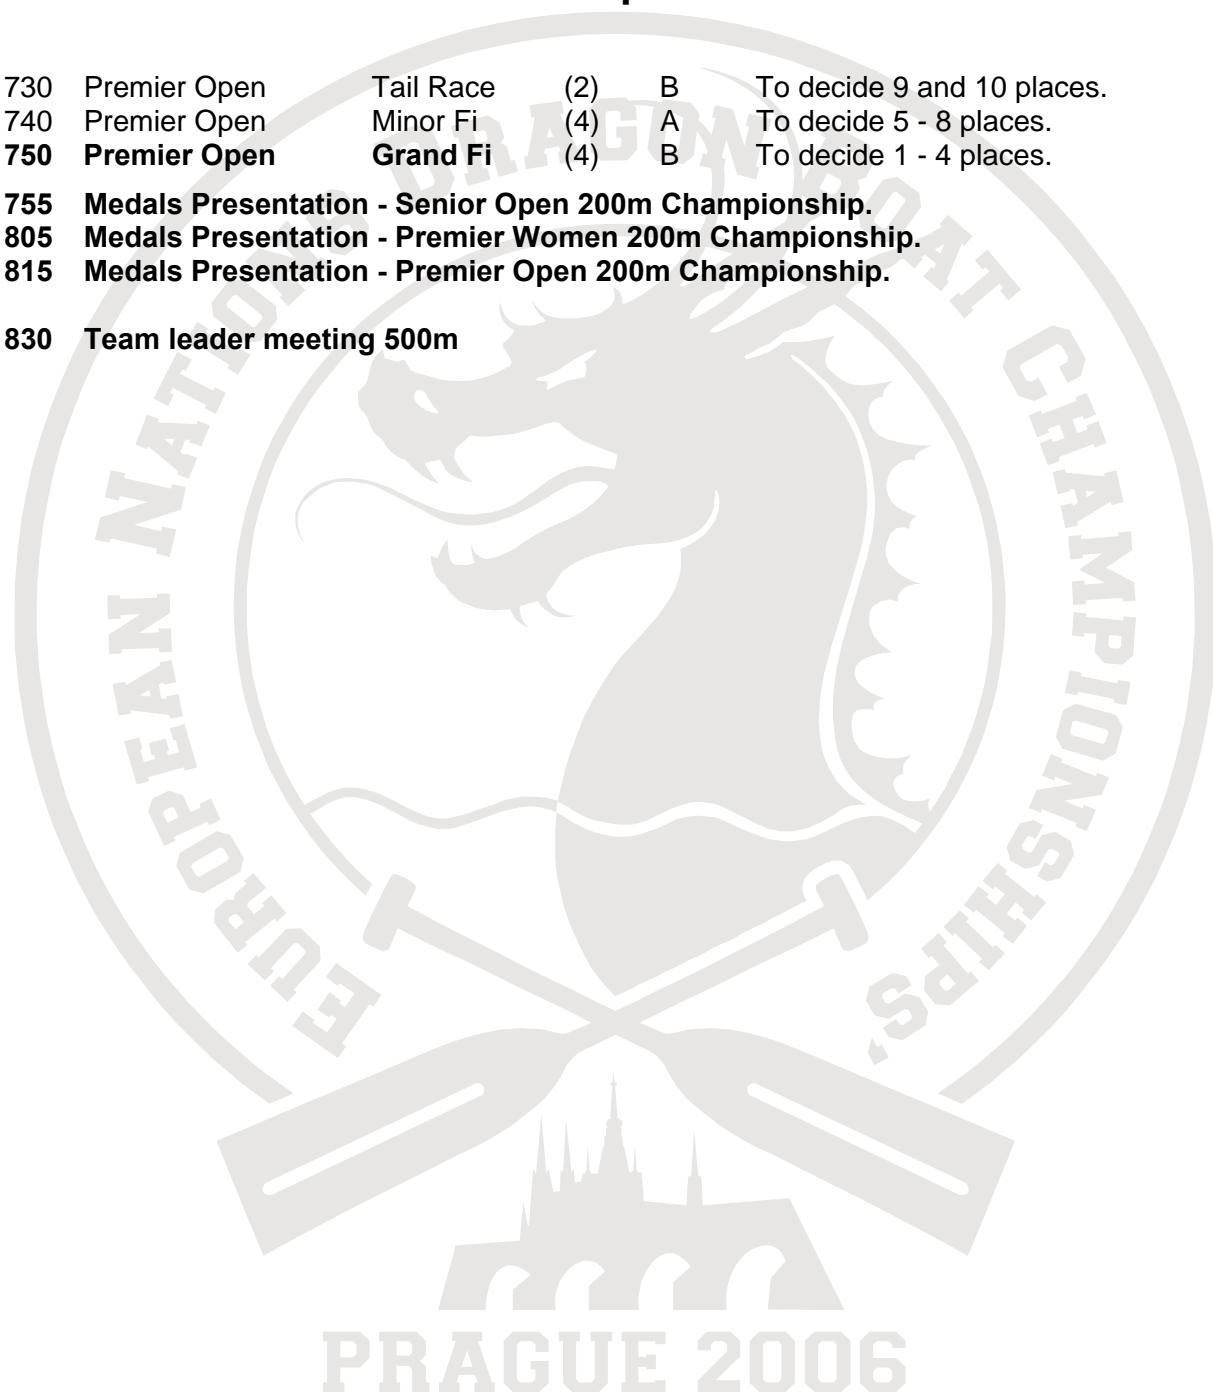 730 Premier Open Tail Race (2) B To decide 9 and 10 places.
740 Premier Open Minor Fi (4) A To decide 5 - 8 places.
750 Premier Open Grand Fi (4) B To decide 1 - 4 places.
755 Medals Presentation - Senior Open 200m Championship.
805 Medals Presentation - Premier Women 200m Championship.
815 Medals Presentation - Premier Open 200m Championship.
830 Team leader meeting 500m
EUROPEAN NATIONS DRAGON BOAT CHAMPIONSHIPS'
PRAGUE 2006